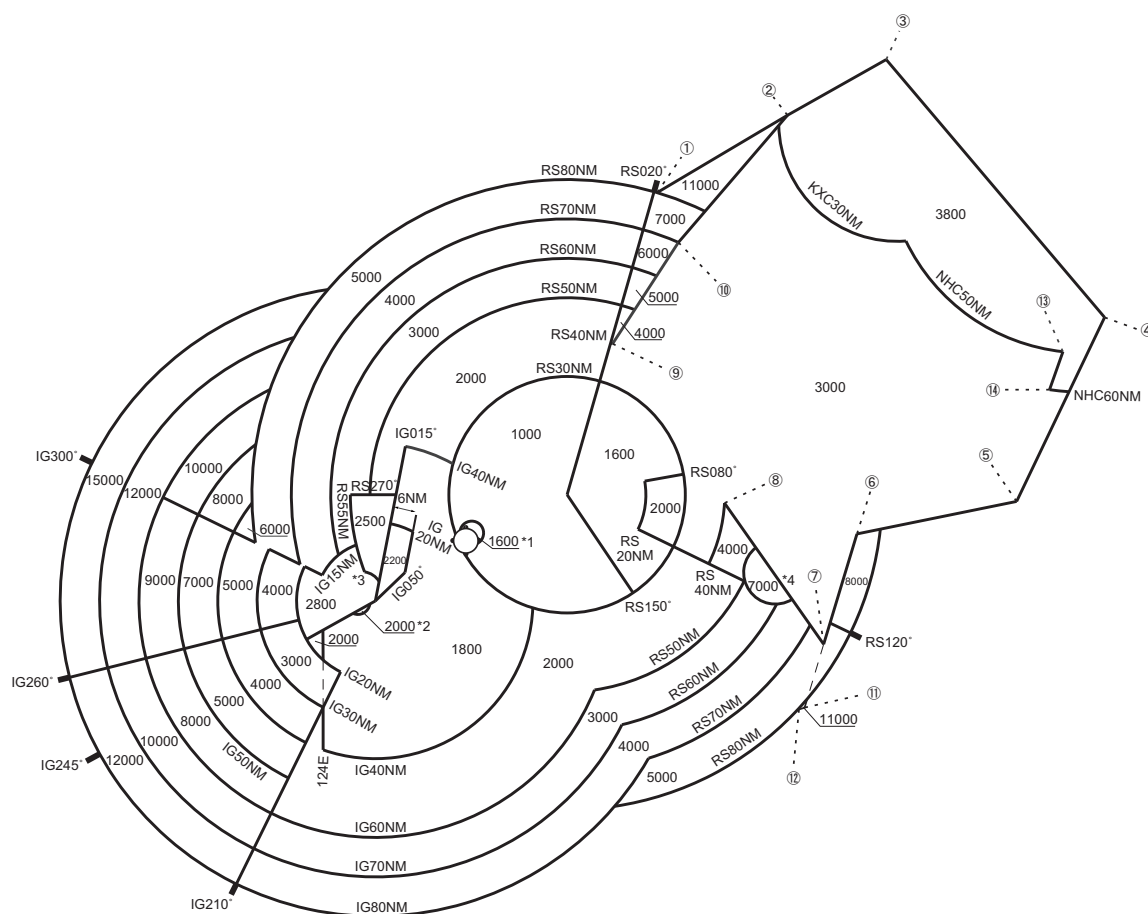 ③
②
①
RS80NM
RS020°
11000
KXC30NM
3800
RS70NM
7000
5000
RS60NM
6000
NHC50NM
4000
RS50NM
5000
⑩
⑬
④
3000
RS40NM
4000
⑨
2000
RS30NM
3000
⑭
NHC60NM
IG015°
1000
1600
IG300°
15000
10000
12000
8000
RS270°
6NM
IG40NM
RS080°
⑧
⑤
⑥
RS55NM
2500
IG
20NM
2000
6000
1600 *1
RS
20NM
4000
2200
IG15NM
*3
IG050°
RS
40NM
7000 *4
⑦
8000
9000
7000
5000
4000
2800
2000 *2
RS150°
RS120°
2000
1800
2000
RS50NM
3000
IG20NM
RS60NM
IG260°
4000
IG30NM
3000
RS70NM
⑪
11000
8000
5000
IG50NM
4000
RS80NM
10000
IG245°
12000
124E
IG40NM
5000
⑫
IG60NM
IG70NM
IG210°
IG80NM